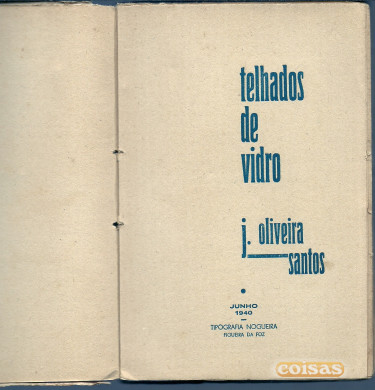 telhados
de
vidro
j. oliveira
santos
JUNHO
1940
TIPOGRAFIA NOGUEIRA
FIGUEIRA DA FOZ
coisas